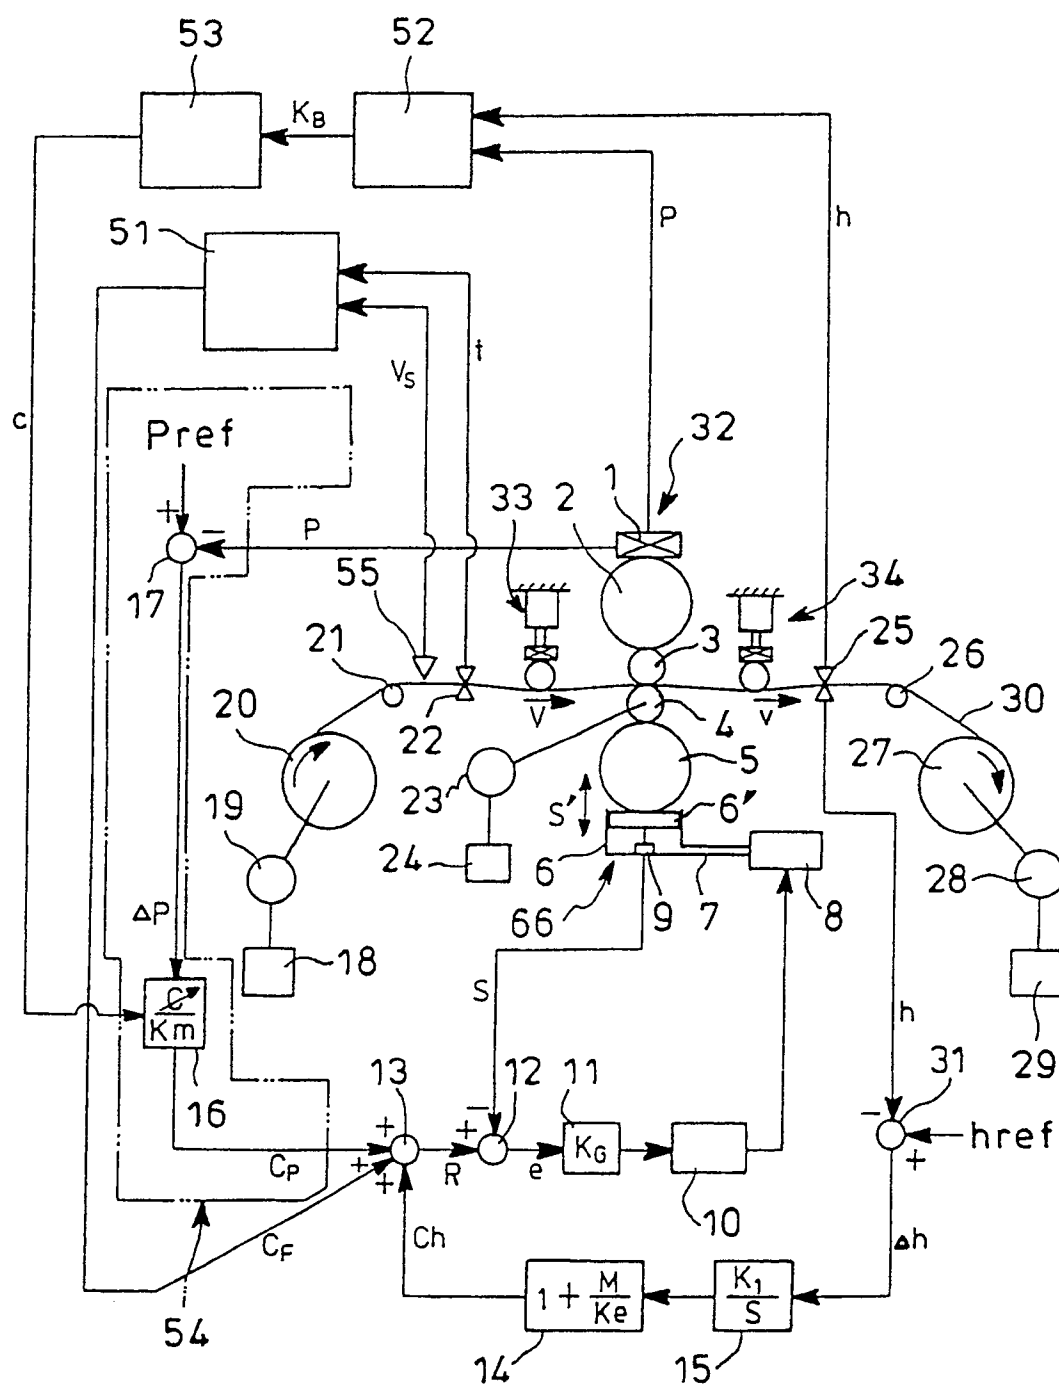 53
52
K_B
P
h
51
V_S
t
c
Pref
+
−
P
17
55
33
1
32
2
3
34
25
21
26
20
22
V
4
v
30
23
5
27
S'
6'
19
24
6
9
7
8
28
66
ΔP
18
S
h
29
C/Km
16
13
12
11
31
−
href
+
−
+
+
+
+
C_P
R
e
K_G
10
C_F
Ch
Δh
54
1 + M/Ke
K_1/S
14
15